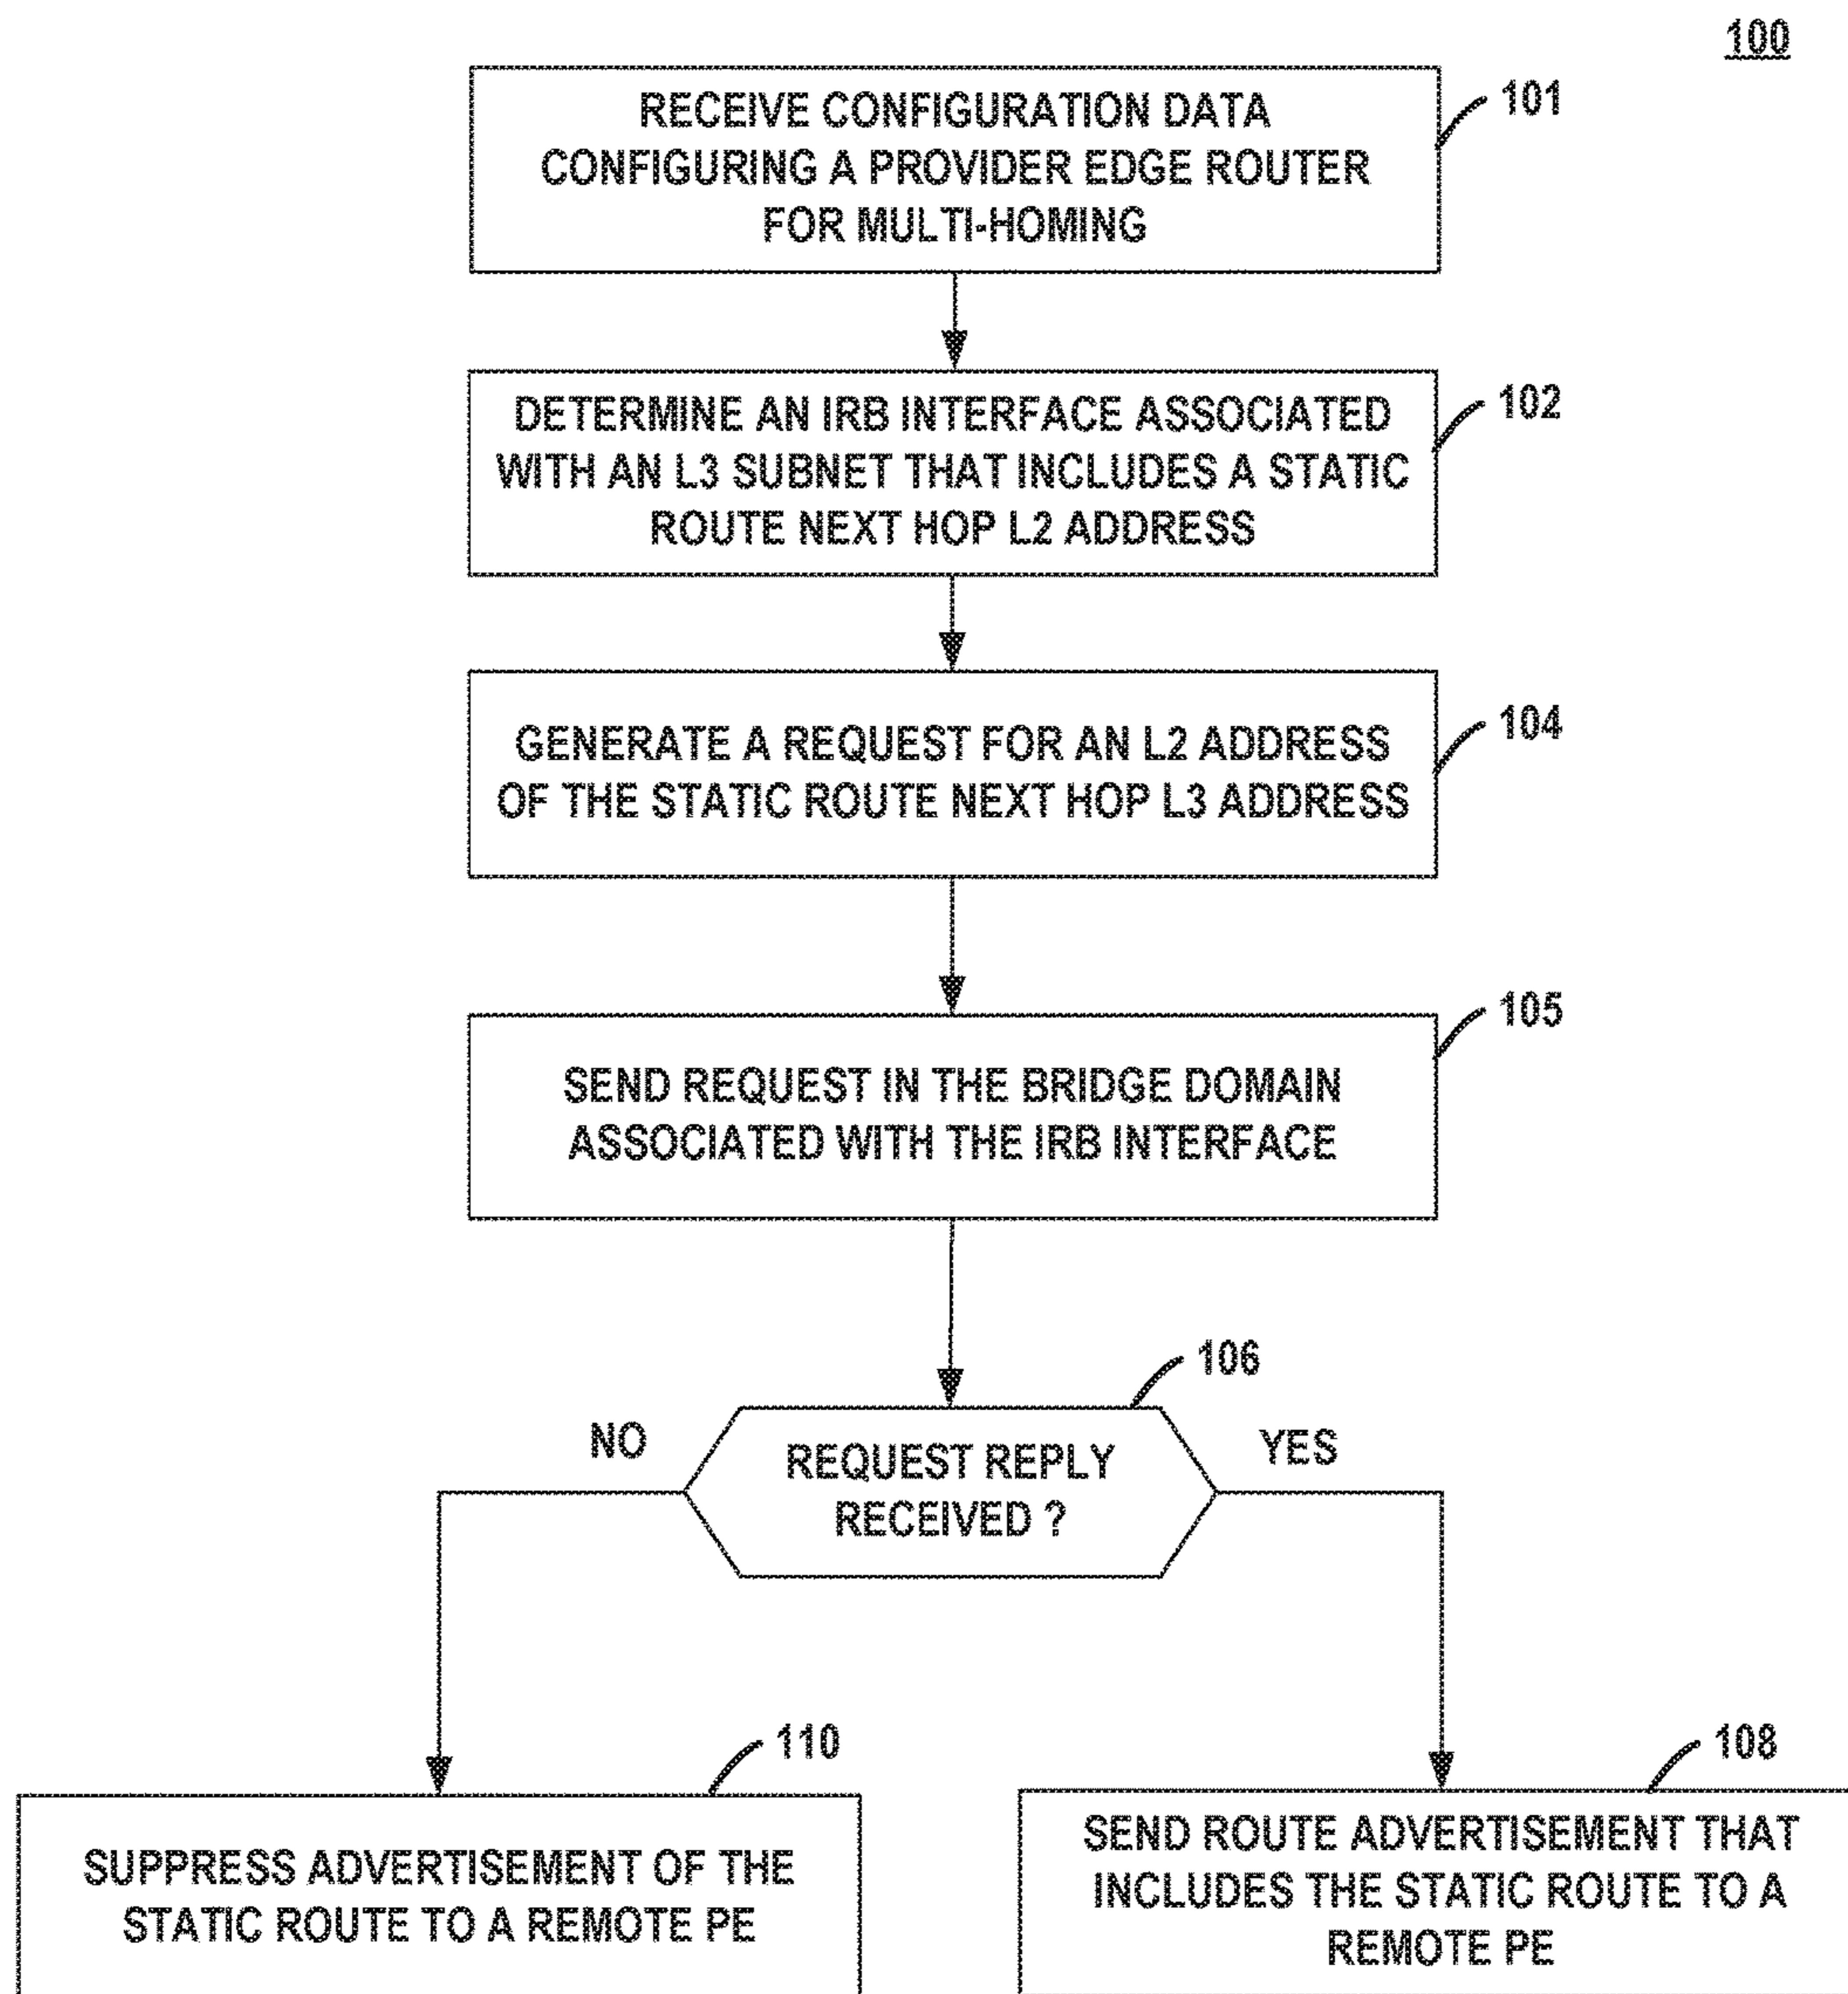 100
RECEIVE CONFIGURATION DATA
CONFIGURING A PROVIDER EDGE ROUTER
FOR MULTI-HOMING
101
DETERMINE AN IRB INTERFACE ASSOCIATED
WITH AN L3 SUBNET THAT INCLUDES A STATIC
ROUTE NEXT HOP L2 ADDRESS
102
GENERATE A REQUEST FOR AN L2 ADDRESS
OF THE STATIC ROUTE NEXT HOP L3 ADDRESS
104
SEND REQUEST IN THE BRIDGE DOMAIN
ASSOCIATED WITH THE IRB INTERFACE
105
106
NO
REQUEST REPLY
RECEIVED ?
YES
110
SUPPRESS ADVERTISEMENT OF THE
STATIC ROUTE TO A REMOTE PE
108
SEND ROUTE ADVERTISEMENT THAT
INCLUDES THE STATIC ROUTE TO A
REMOTE PE